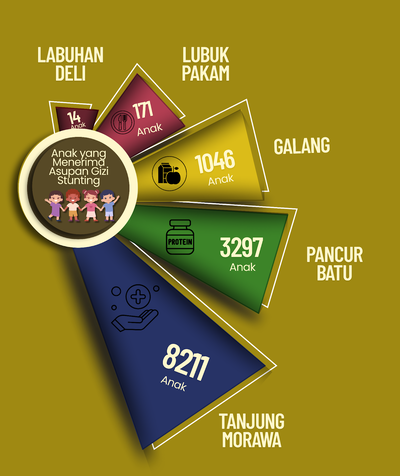 LABUHAN
DELI
LUBUK
PAKAM
14
Anak
171
Anak
GALANG
1046
Anak
Anak yang
Menerima
Asupan Gizi
Stunting
PROTEIN
3297
Anak
PANCUR
BATU
8211
Anak
TANJUNG
MORAWA